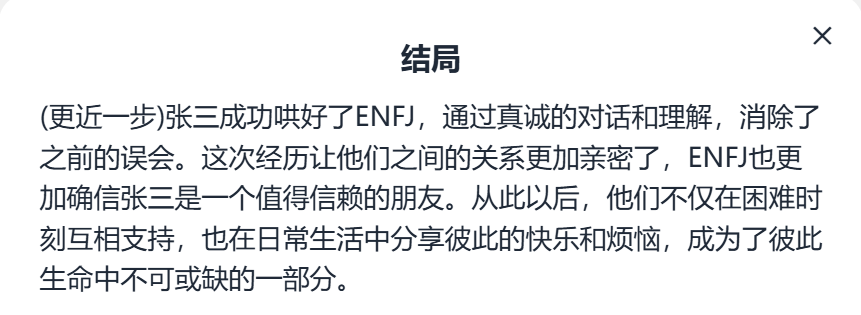 结局
(更近一步)张三成功哄好了ENFJ，通过真诚的对话和理解，消除了
之前的误会。这次经历让他们之间的关系更加亲密了，ENFJ也更
加确信张三是一个值得信赖的朋友。从此以后，他们不仅在困难时
刻互相支持，也在日常生活中分享彼此的快乐和烦恼，成为了彼此
生命中不可或缺的一部分。